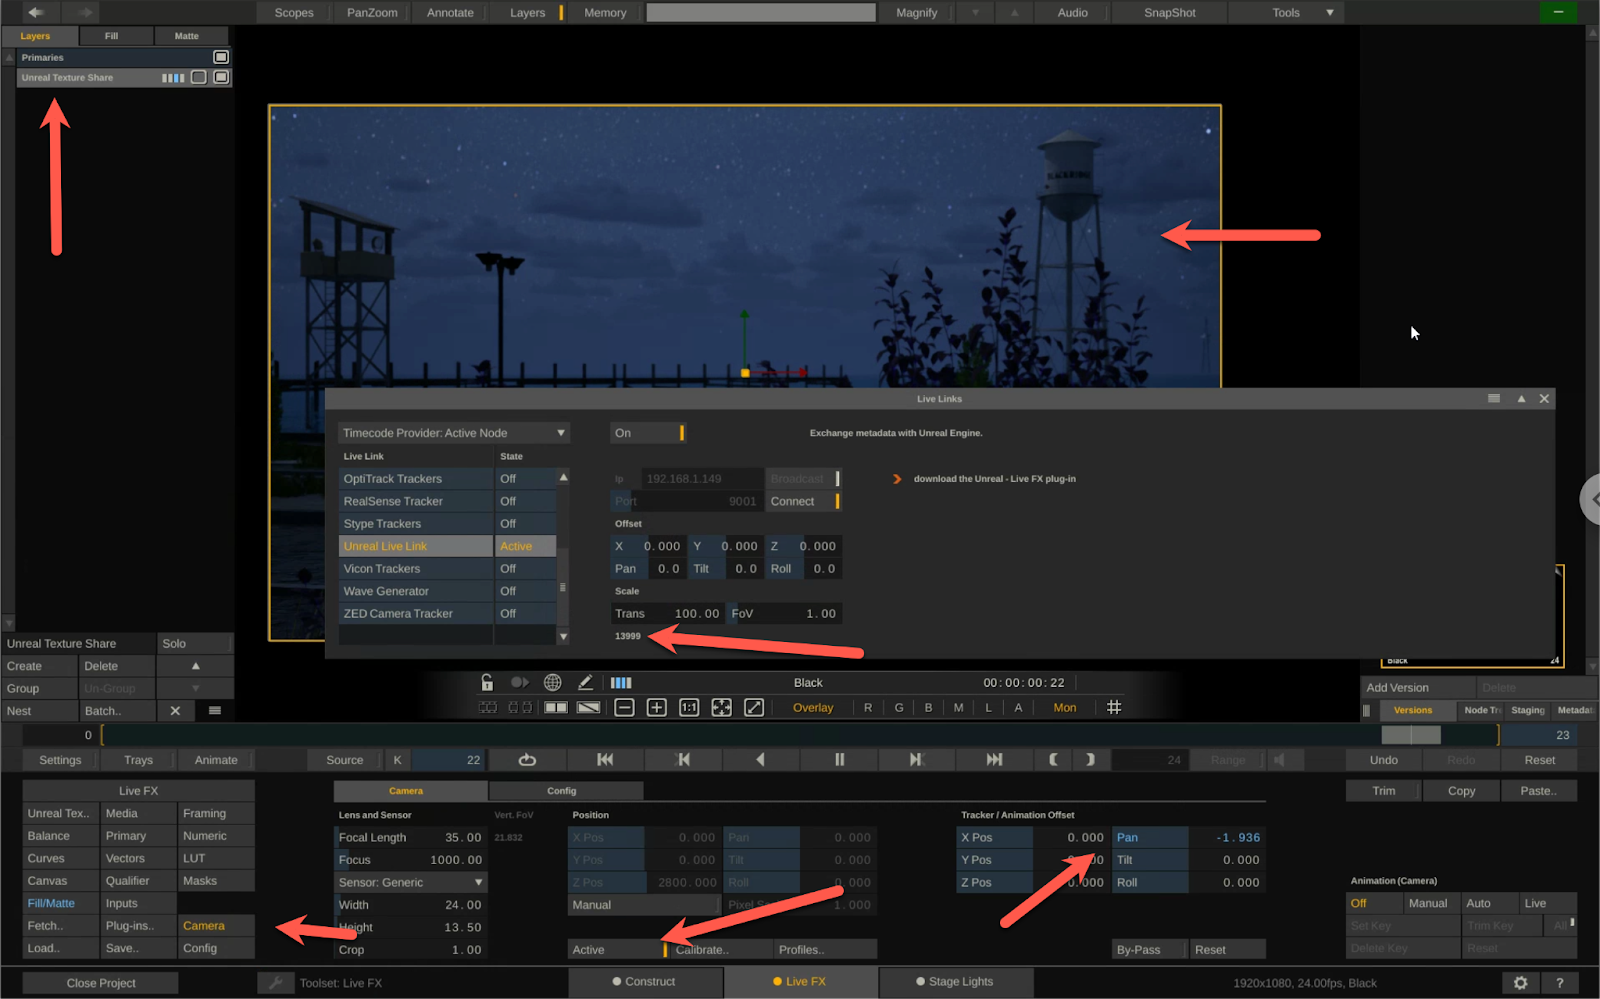 Scopes PanZoom Annotate Layers Memory Magnify Audio SnapShot Tools
Layers Fill Matte
Primaries
Unreal Texture Share
Live Links
Timecode Provider: Active Node On Exchange metadata with Unreal Engine.
Live Link State
OptiTrack Trackers Off Ip 192.168.1.149 Broadcast download the Unreal - Live FX plug-in
RealSense Tracker Off Port 9001 Connect
Stype Trackers Off Offset
Unreal Live Link Active X 0.000 Y 0.000 Z 0.000
Vicon Trackers Off Pan 0.0 Tilt 0.0 Roll 0.0
Wave Generator Off Scale
ZED Camera Tracker Off Trans 100.00 FoV 1.00
13999
Unreal Texture Share Solo
Create Delete
Group Un-Group
Nest Batch..
Black 24
Black 00:00:00:22
1:1 Overlay R G B M L A Mon
Add Version Delete
Versions Node Tr Staging Metadat
0 23
Settings Trays Animate Source K 22 24 Range Undo Redo Reset
Live FX Camera Config Trim Copy Paste..
Unreal Tex.. Media Framing Lens and Sensor Vert. FoV Position Tracker / Animation Offset
Balance Primary Numeric Focal Length 35.00 21.832 X Pos 0.000 Pan 0.000 X Pos 0.000 Pan -1.936
Curves Vectors LUT Focus 1000.00 Y Pos 0.000 Tilt 0.000 Y Pos Tilt 0.000
Canvas Qualifier Masks Sensor: Generic Z Pos 2800.000 Roll 0.000 Z Pos 0.000 Roll 0.000
Animation (Camera)
Fill/Matte Inputs Width 24.00 Manual 1.000 Off Manual Auto Live
Fetch.. Plug-ins.. Camera Height 13.50 Set Key Trim Key All
Load.. Save.. Config Crop 1.00 Active Calibrate.. Profiles.. By-Pass Reset Delete Key Reset
Close Project Toolset: Live FX Construct Live FX Stage Lights 1920x1080, 24.00fps, Black ?